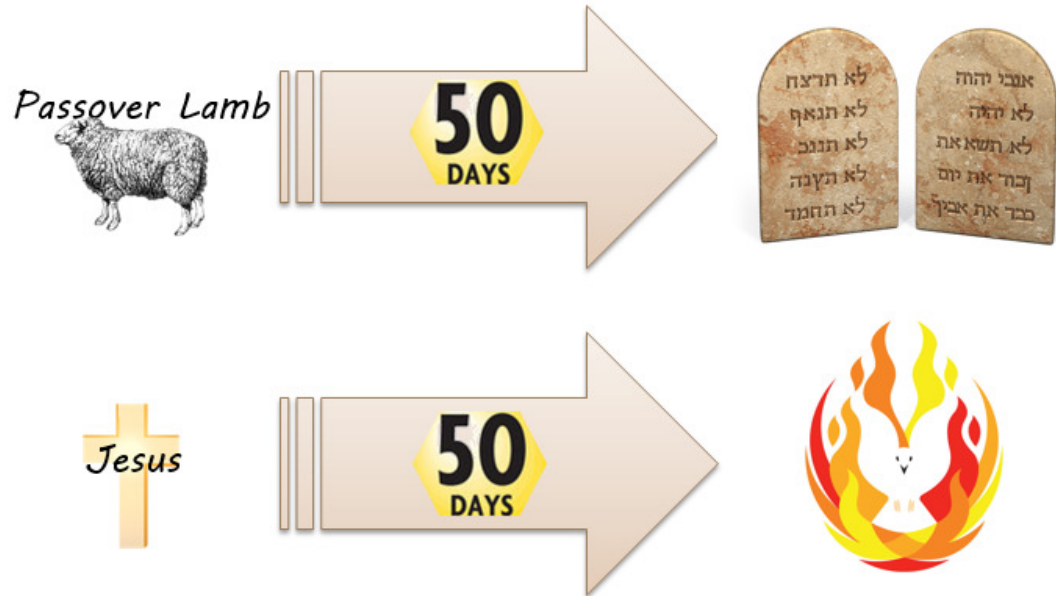 Passover Lamb
50
DAYS
אנכי יהוה
לא יהיה
לא תשא את
זכור את יום
כבד את אביך
לא תרצח
לא תנאף
לא תגנב
לא תענה
לא תחמד
Jesus
50
DAYS